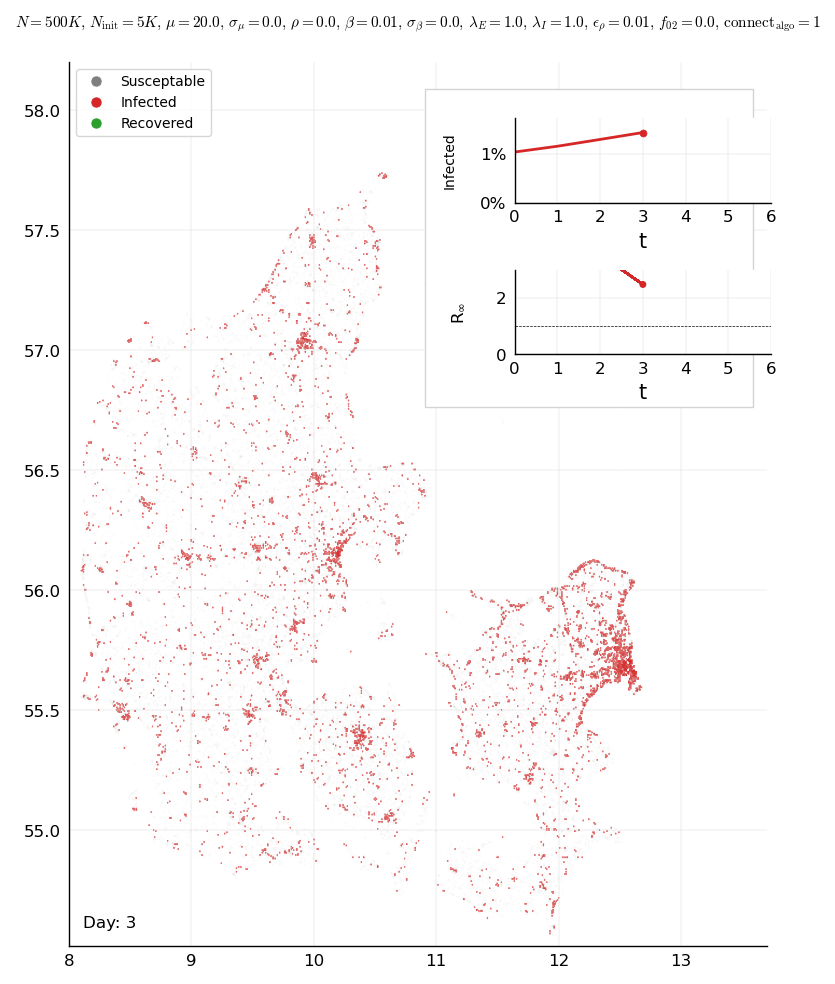 N = 500K, N_init = 5K, μ = 20.0, σ_μ = 0.0, ρ = 0.0, β = 0.01, σ_β = 0.0, λ_E = 1.0, λ_I = 1.0, ϵ_ρ = 0.01, f_02 = 0.0, connect_algo = 1
Susceptable
Infected
Recovered
Infected
1%
0%
0 1 2 3 4 5 6
t
R∞
2
0
0 1 2 3 4 5 6
t
58.0
57.5
57.0
56.5
56.0
55.5
55.0
Day: 3
8 9 10 11 12 13